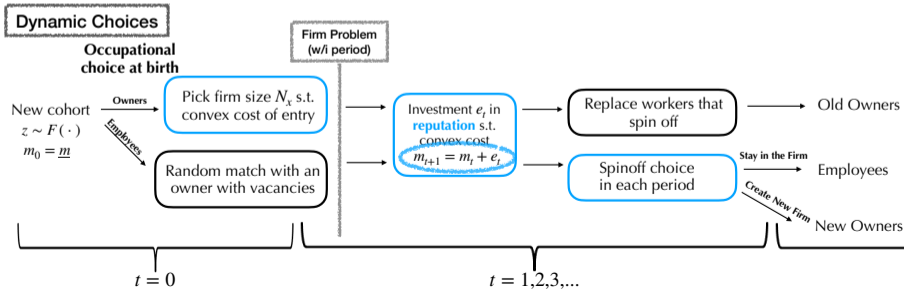 Dynamic Choices
Firm Problem
(w/i period)
Occupational
choice at birth
New cohort
z ~ F( · )
m₀ = m̲
Owners
Employees
Pick firm size Nₓ s.t.
convex cost of entry
Random match with an
owner with vacancies
Investment eₜ in
reputation s.t.
convex cost
mₜ₊₁ = mₜ + eₜ
Replace workers that
spin off
Spinoff choice
in each period
Stay in the Firm
Create New Firm
Old Owners
Employees
New Owners
t = 0
t = 1,2,3,...